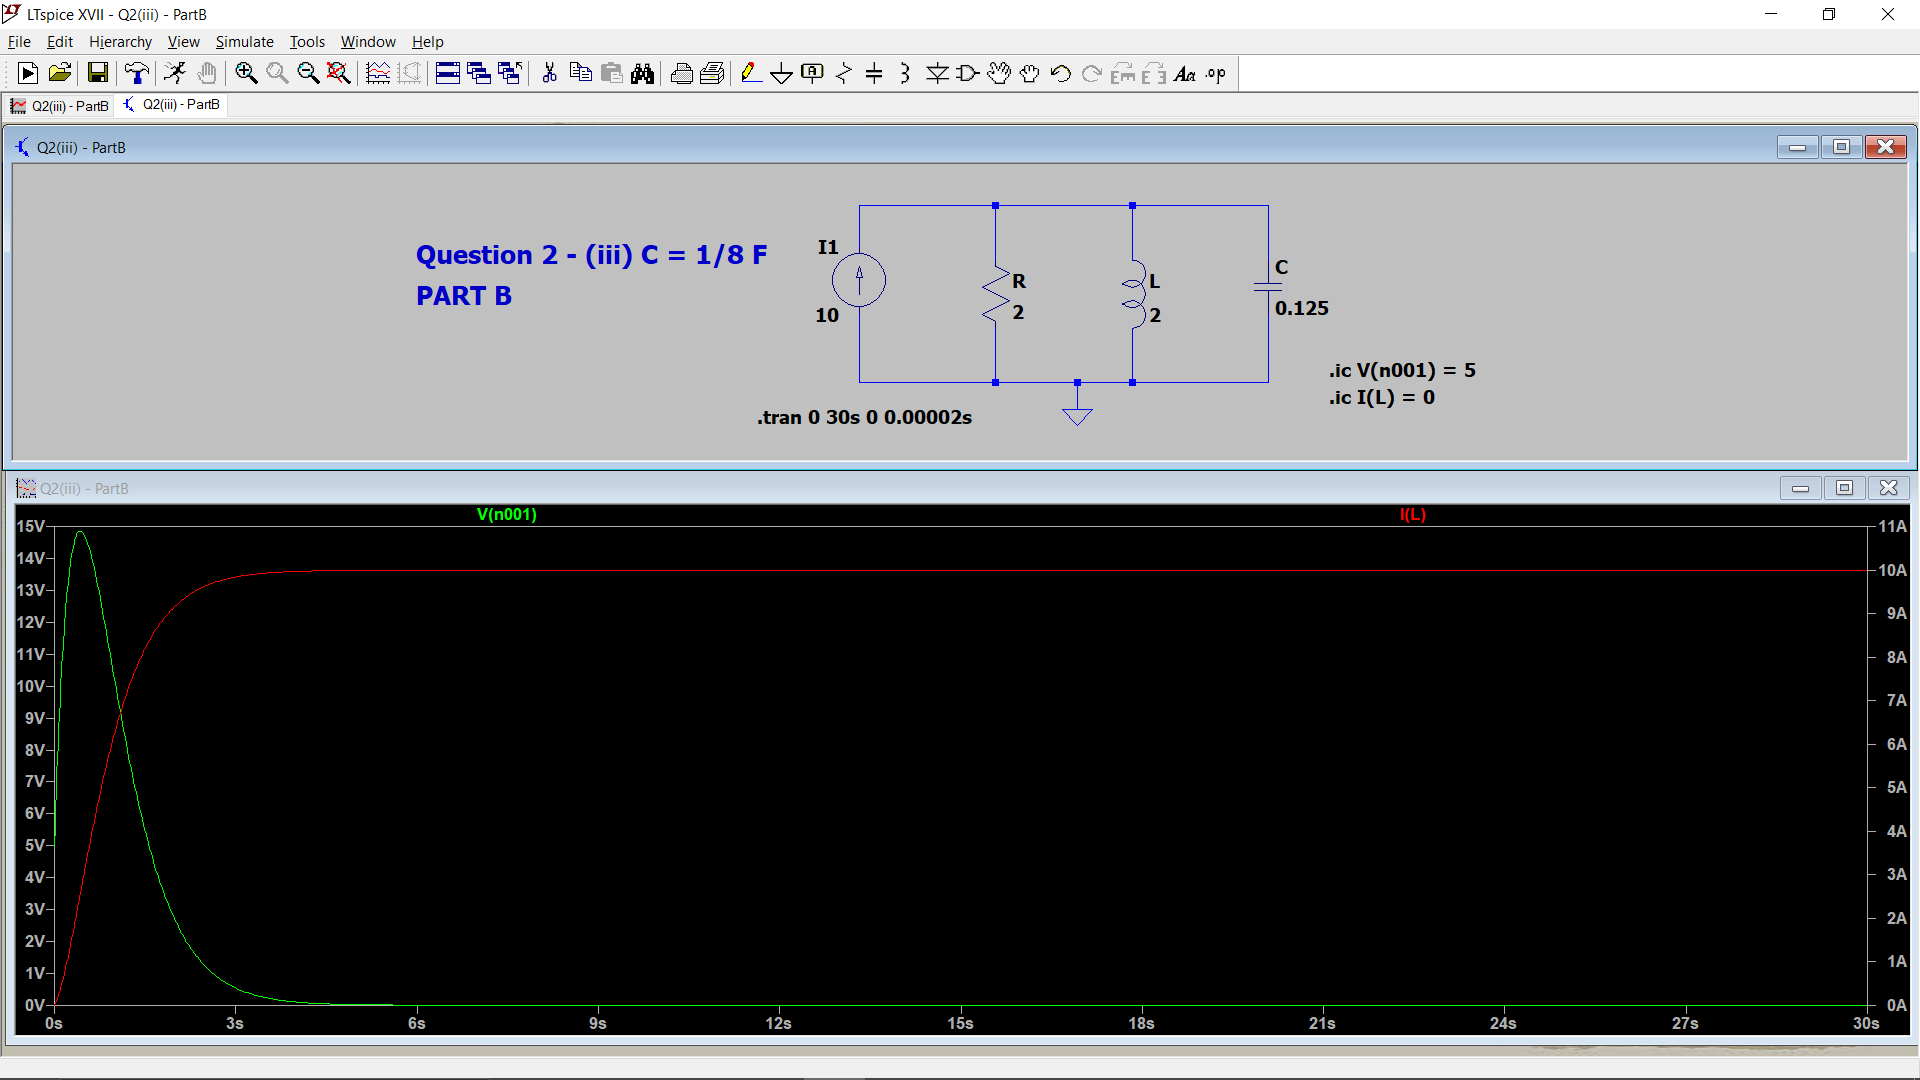 LTspice XVII - Q2(iii) - PartB
File Edit Hierarchy View Simulate Tools Window Help
Q2(iii) - PartB
Q2(iii) - PartB
Q2(iii) - PartB
Question 2 - (iii) C = 1/8 F
PART B
I1
10
R
2
L
2
C
0.125
.ic V(n001) = 5
.ic I(L) = 0
.tran 0 30s 0 0.00002s
Q2(iii) - PartB
V(n001)
I(L)
15V
14V
13V
12V
11V
10V
9V
8V
7V
6V
5V
4V
3V
2V
1V
0V
11A
10A
9A
8A
7A
6A
5A
4A
3A
2A
1A
0A
0s 3s 6s 9s 12s 15s 18s 21s 24s 27s 30s